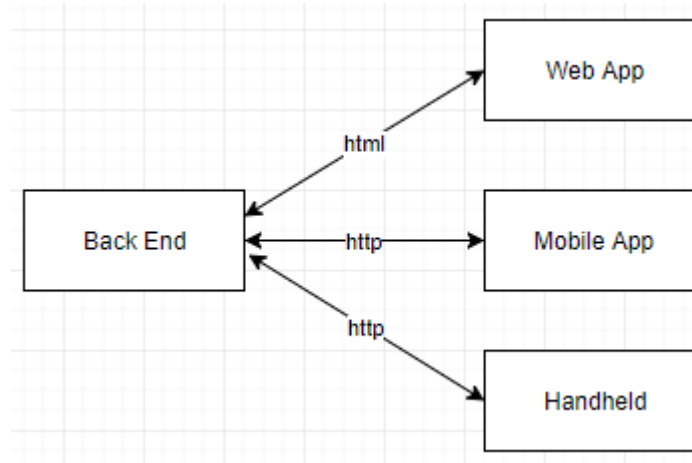 Web App
html
Back End
http
Mobile App
http
Handheld